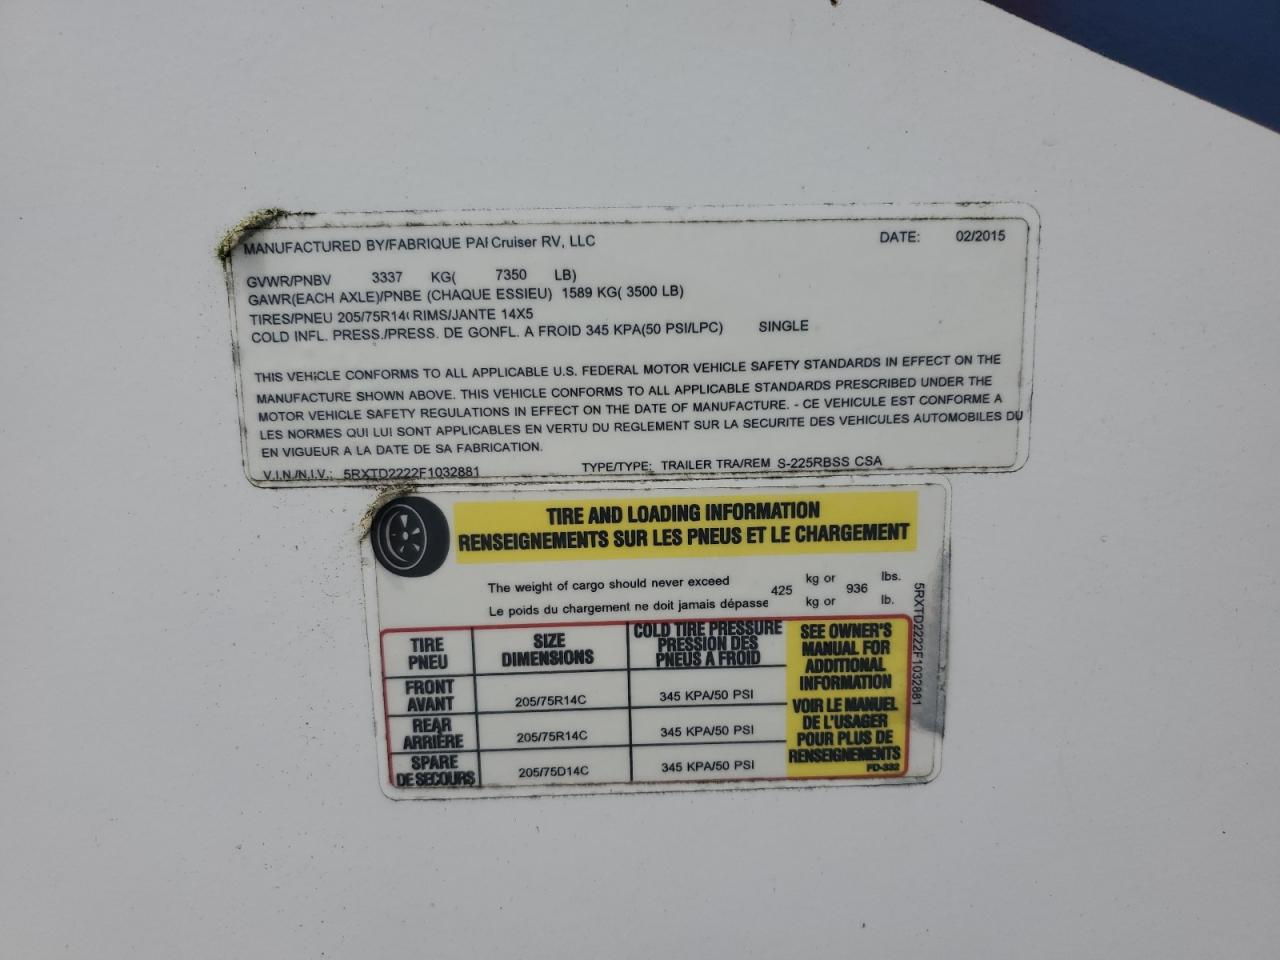 MANUFACTURED BY/FABRIQUE PAR Cruiser RV, LLC DATE: 02/2015
GVWR/PNBV 3337 KG( 7350 LB)
GAWR(EACH AXLE)/PNBE (CHAQUE ESSIEU) 1589 KG( 3500 LB)
TIRES/PNEU 205/75R14( RIMS/JANTE 14X5
COLD INFL. PRESS./PRESS. DE GONFL. A FROID 345 KPA(50 PSI/LPC) SINGLE
THIS VEHICLE CONFORMS TO ALL APPLICABLE U.S. FEDERAL MOTOR VEHICLE SAFETY STANDARDS IN EFFECT ON THE
MANUFACTURE SHOWN ABOVE. THIS VEHICLE CONFORMS TO ALL APPLICABLE STANDARDS PRESCRIBED UNDER THE
MOTOR VEHICLE SAFETY REGULATIONS IN EFFECT ON THE DATE OF MANUFACTURE. - CE VEHICULE EST CONFORME A
LES NORMES QUI LUI SONT APPLICABLES EN VERTU DU REGLEMENT SUR LA SECURITE DES VEHICULES AUTOMOBILES DU
EN VIGUEUR A LA DATE DE SA FABRICATION.
V.I.N./N.I.V.: 5RXTD2222F1032881 TYPE/TYPE: TRAILER TRA/REM S-225RBSS CSA
TIRE AND LOADING INFORMATION
RENSEIGNEMENTS SUR LES PNEUS ET LE CHARGEMENT
The weight of cargo should never exceed 425 kg or 936 lbs.
Le poids du chargement ne doit jamais dépasse kg or lb.
TIRE PNEU
SIZE DIMENSIONS
COLD TIRE PRESSURE
PRESSION DES
PNEUS A FROID
FRONT AVANT 205/75R14C 345 KPA/50 PSI
REAR ARRIÈRE 205/75R14C 345 KPA/50 PSI
SPARE DE SECOURS 205/75D14C 345 KPA/50 PSI
SEE OWNER'S
MANUAL FOR
ADDITIONAL
INFORMATION
VOIR LE MANUEL
DE L'USAGER
POUR PLUS DE
RENSEIGNEMENTS
PD-332
5RXTD2222F1032881